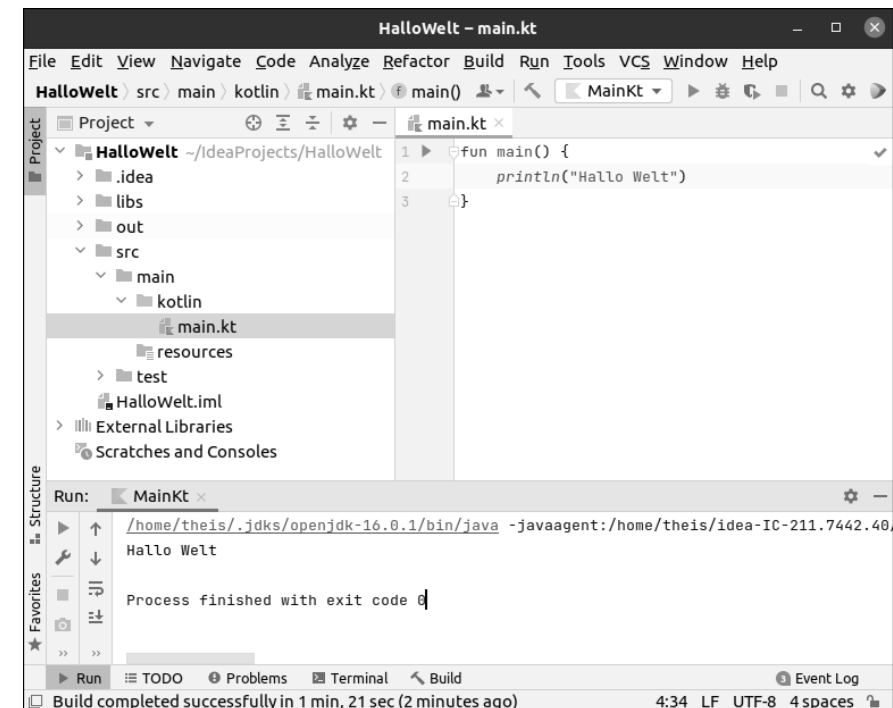 HalloWelt – main.kt
File Edit View Navigate Code Analyze Refactor Build Run Tools VCS Window Help
HalloWelt src main kotlin main.kt main() MainKt
Project
Project
main.kt
HalloWelt ~/IdeaProjects/HalloWelt
.idea
libs
out
src
main
kotlin
main.kt
resources
test
HalloWelt.iml
External Libraries
Scratches and Consoles
1 fun main() {
2 println("Hallo Welt")
3 }
Structure
Favorites
Run: MainKt
/home/theis/.jdks/openjdk-16.0.1/bin/java -javaagent:/home/theis/idea-IC-211.7442.40/
Hallo Welt
Process finished with exit code 0
Run TODO Problems Terminal Build 3 Event Log
Build completed successfully in 1 min, 21 sec (2 minutes ago) 4:34 LF UTF-8 4 spaces